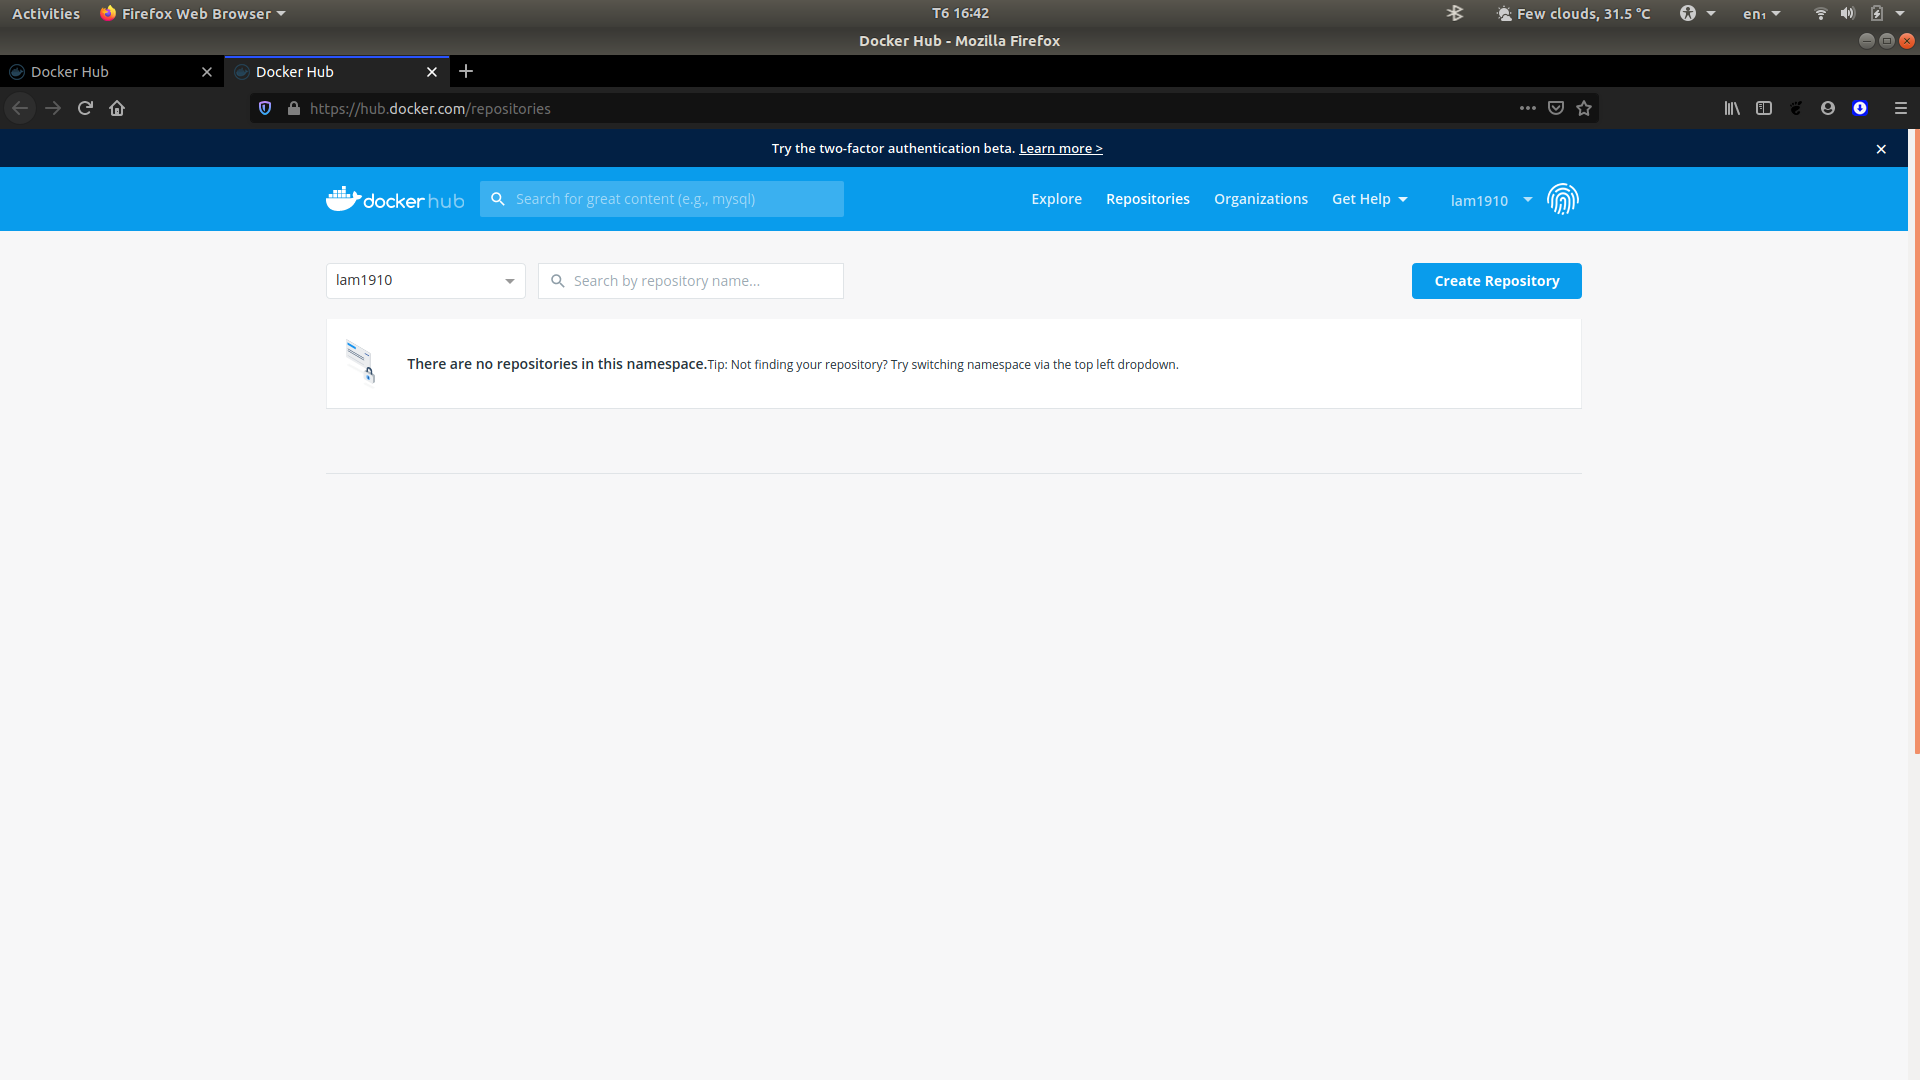 Activities Firefox Web Browser T6 16:42 Few clouds, 31.5 °C en₁
Docker Hub - Mozilla Firefox
Docker Hub Docker Hub
https://hub.docker.com/repositories
Try the two-factor authentication beta. Learn more >
docker hub Search for great content (e.g., mysql) Explore Repositories Organizations Get Help lam1910
lam1910 Search by repository name... Create Repository
There are no repositories in this namespace.Tip: Not finding your repository? Try switching namespace via the top left dropdown.